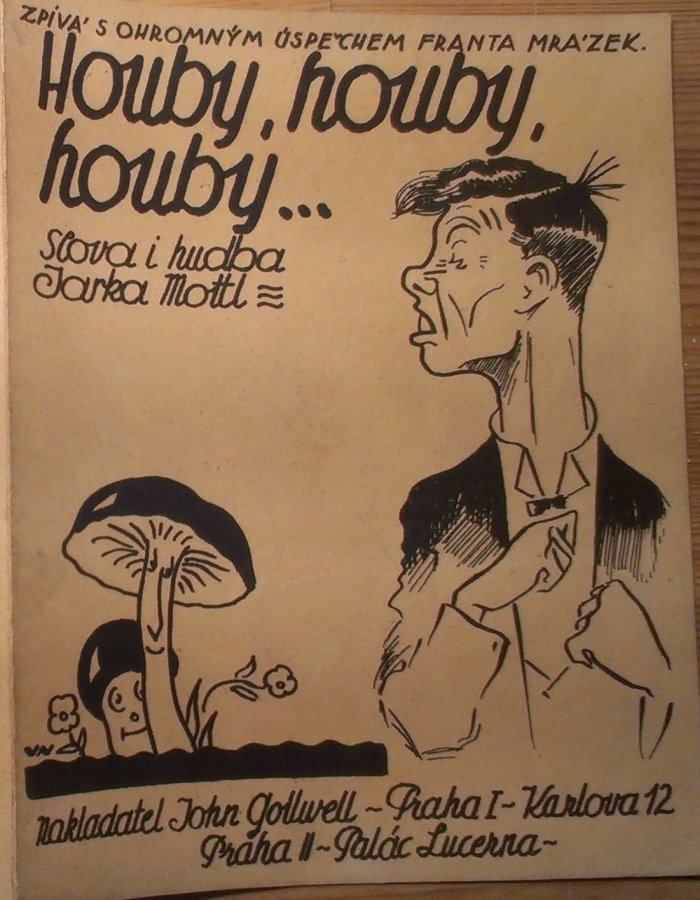 ZPÍVÁ S OHROMNÝM ÚSPĚCHEM FRANTA MRÁZEK.
Houby, houby,
houby...
Slova i hudba
Jarka Mottl
VN
Nakladatel John Gollwell ~ Praha I ~ Karlova 12
Praha II ~ Palác Lucerna ~